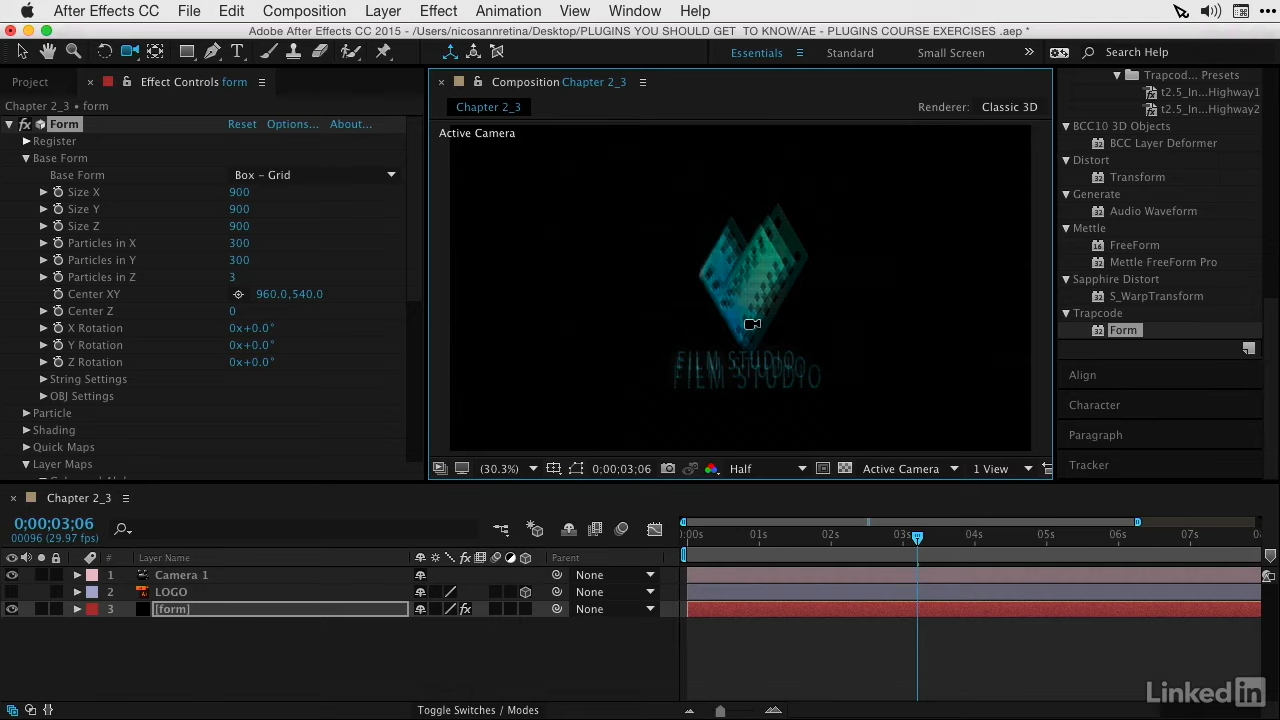 After Effects CC File Edit Composition Layer Effect Animation View Window Help
Adobe After Effects CC 2015 - /Users/nicosannretina/Desktop/PLUGINS YOU SHOULD GET TO KNOW/AE - PLUGINS COURSE EXERCISES .aep *
Essentials Standard Small Screen Search Help
Project Effect Controls form
Chapter 2_3 • form
Form Reset Options... About...
Register
Base Form
Base Form Box - Grid
Size X 900
Size Y 900
Size Z 900
Particles in X 300
Particles in Y 300
Particles in Z 3
Center XY 960.0,540.0
Center Z 0
X Rotation 0x+0.0°
Y Rotation 0x+0.0°
Z Rotation 0x+0.0°
String Settings
OBJ Settings
Particle
Shading
Quick Maps
Layer Maps
Composition Chapter 2_3
Chapter 2_3
Renderer: Classic 3D
Active Camera
FILM STUDIO
(30.3%) 0;00;03;06 Half Active Camera 1 View
Trapcod... Presets
t2.5_In...Highway1
t2.5_In...Highway2
BCC10 3D Objects
BCC Layer Deformer
Distort
Transform
Generate
Audio Waveform
Mettle
FreeForm
Mettle FreeForm Pro
Sapphire Distort
S_WarpTransform
Trapcode
Form
Align
Character
Paragraph
Tracker
Chapter 2_3
0;00;03;06
00096 (29.97 fps)
:00s 01s 02s 03s 04s 05s 06s 07s
# Layer Name Parent
1 Camera 1 None
2 LOGO None
3 [form] None
Toggle Switches / Modes
Linked in